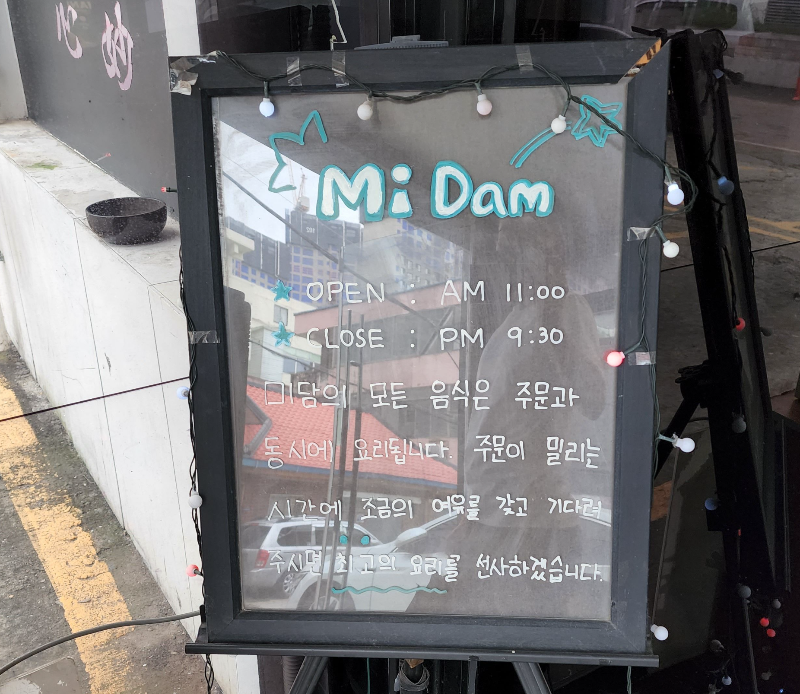 心 妙
Mi Dam
OPEN : AM 11:00
CLOSE : PM 9:30
미담의 모든 음식은 주문과
동시에 요리됩니다. 주문이 밀리는
시간에 조금의 여유를 갖고 기다려
주시면 최고의 요리를 선사하겠습니다.